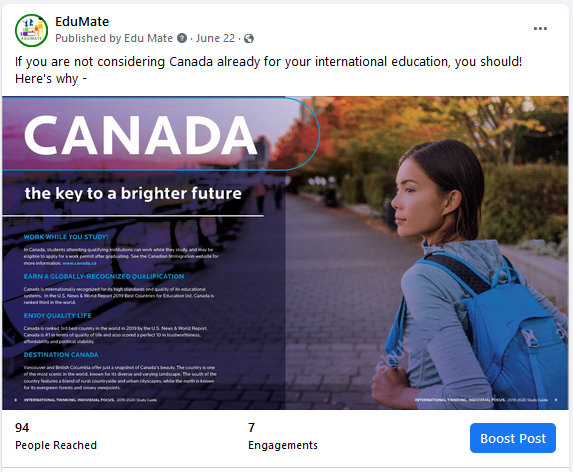 EduMate
Published by Edu Mate · June 22 ·
If you are not considering Canada already for your international education, you should!
Here's why -
CANADA
the key to a brighter future
WORK WHILE YOU STUDY!
In Canada, students attending qualifying institutions can work while they study, and may be
eligible to apply for a work permit after graduating. See the Canadian Immigration website for
more information. www.canada.ca
EARN A GLOBALLY-RECOGNIZED QUALIFICATION
Canada is internationally recognized for its high standards and quality of its educational
systems. In the U.S. News & World Report 2019 Best Countries for Education list, Canada is
ranked third in the world.
ENJOY QUALITY LIFE
Canada is ranked 3rd best country in the world in 2019 by the U.S. News & World Report.
Canada is #1 in terms of quality of life and also scored a perfect 10 in trustworthiness,
affordability and political stability.
DESTINATION CANADA
Vancouver and British Columbia offer just a snapshot of Canada's beauty. The country is one
of the most scenic in the world, known for its diverse and varying landscape. The south of the
country features a blend of rural countryside and urban cityscapes, while the north is known
for its evergreen forests and snowy viewpoints.
8 INTERNATIONAL THINKING. INDIVIDUAL FOCUS. 2019-2020 Study Guide
INTERNATIONAL THINKING. INDIVIDUAL FOCUS. 2019-2020 Study Guide 9
94
People Reached
7
Engagements
Boost Post